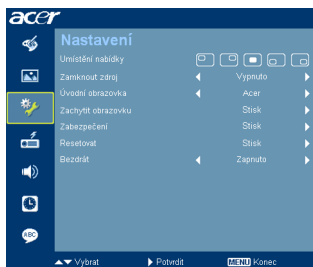 acer
Nastavení
Umístění nabídky
Zamknout zdroj Vypnuto
Úvodní obrazovka Acer
Zachytit obrazovku Stisk
Zabezpečení Stisk
Resetovat Stisk
Bezdrát Zapnuto
ABC
Vybrat Potvrdit MENU Konec